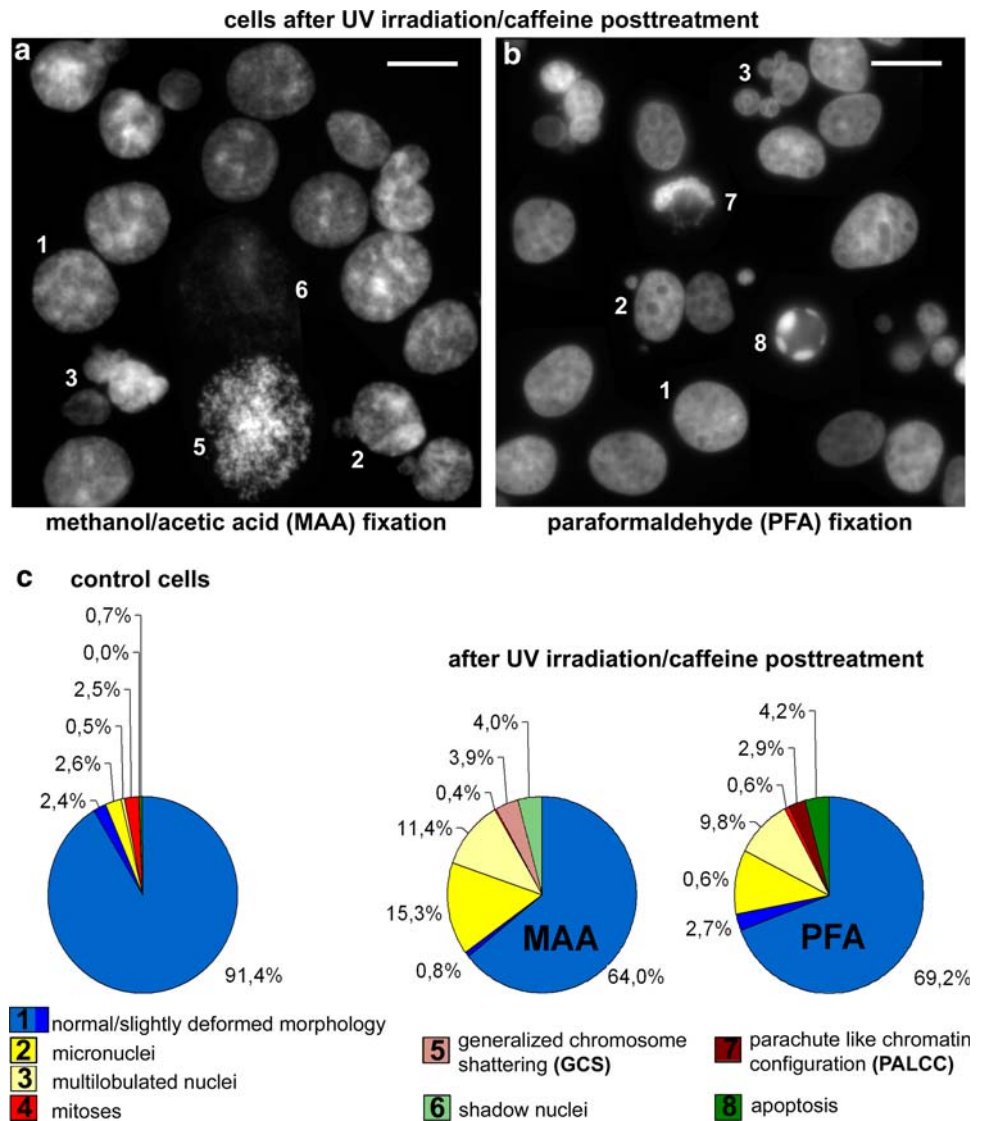 cells after UV irradiation/caffeine posttreatment
a
b
3
7
1
6
2
8
3
1
5
2
methanol/acetic acid (MAA) fixation
paraformaldehyde (PFA) fixation
c control cells
0,7%
0,0%
2,5%
0,5%
2,6%
2,4%
91,4%
after UV irradiation/caffeine posttreatment
4,0%
3,9%
0,4%
11,4%
15,3%
0,8%
MAA
64,0%
4,2%
2,9%
0,6%
9,8%
0,6%
2,7%
PFA
69,2%
1 normal/slightly deformed morphology
2 micronuclei
3 multilobulated nuclei
4 mitoses
5 generalized chromosome
shattering (GCS)
6 shadow nuclei
7 parachute like chromatin
configuration (PALCC)
8 apoptosis